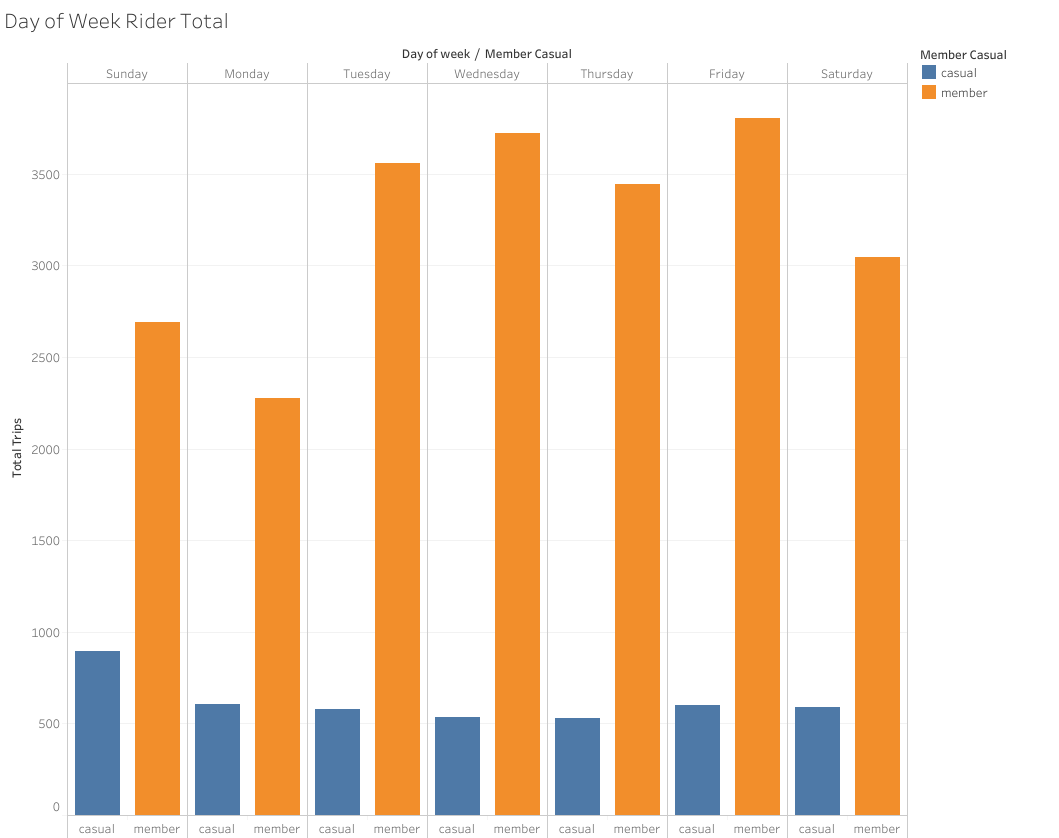 Day of Week Rider Total
Day of week / Member Casual
Sunday Monday Tuesday Wednesday Thursday Friday Saturday
Member Casual
casual
member
Total Trips
3500
3000
2500
2000
1500
1000
500
0
casual member casual member casual member casual member casual member casual member casual member